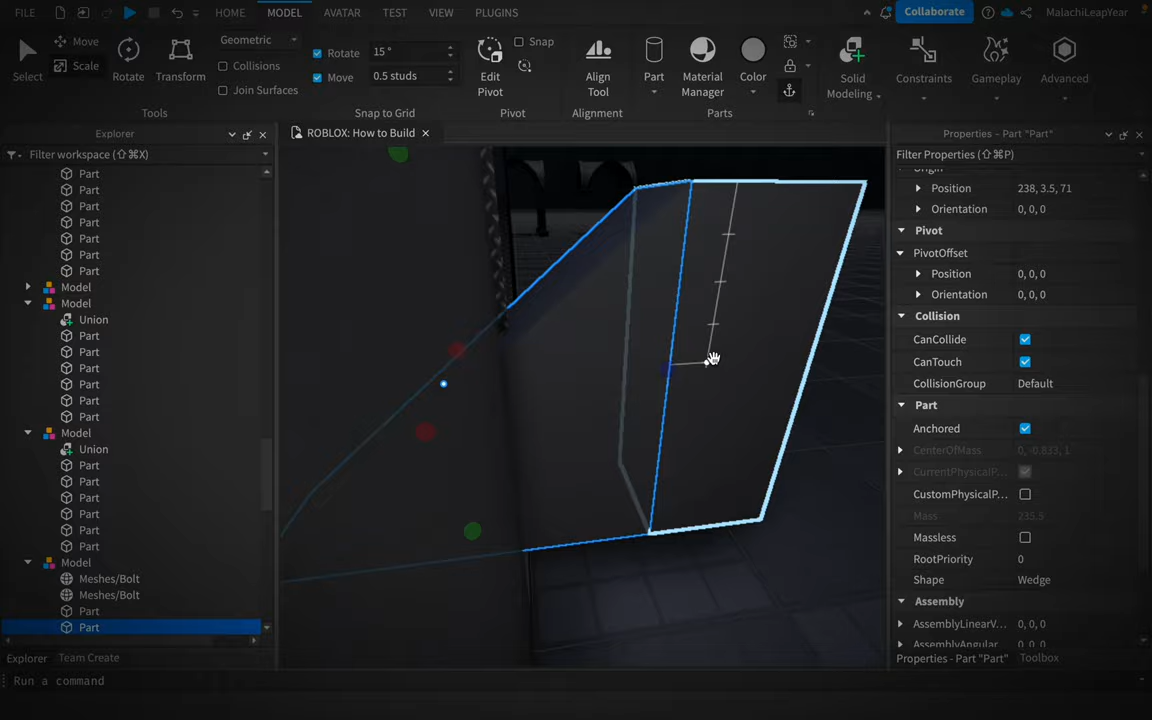 FILE HOME MODEL AVATAR TEST VIEW PLUGINS Collaborate MalachiLeapYear
Select Move Scale Rotate Transform
Geometric
Collisions
Join Surfaces
Rotate 15 °
Move 0.5 studs
Edit Pivot
Snap
Align Tool
Part
Material Manager
Color
Solid Modeling
Constraints
Gameplay
Advanced
Tools Snap to Grid Pivot Alignment Parts
Explorer
ROBLOX: How to Build
Properties - Part "Part"
Filter workspace (⇧⌘X)
Filter Properties (⇧⌘P)
Part
Part
Part
Part
Part
Part
Part
Model
Model
Union
Part
Part
Part
Part
Part
Part
Model
Union
Part
Part
Part
Part
Part
Part
Model
Meshes/Bolt
Meshes/Bolt
Part
Part
Explorer Team Create
Origin
Position 238, 3.5, 71
Orientation 0, 0, 0
Pivot
PivotOffset
Position 0, 0, 0
Orientation 0, 0, 0
Collision
CanCollide
CanTouch
CollisionGroup Default
Part
Anchored
CenterOfMass 0, -0.833, 1
CurrentPhysicalP...
CustomPhysicalP...
Mass 235.5
Massless
RootPriority 0
Shape Wedge
Assembly
AssemblyLinearV... 0, 0, 0
AssemblyAngular... 0, 0, 0
Properties - Part "Part" Toolbox
Run a command